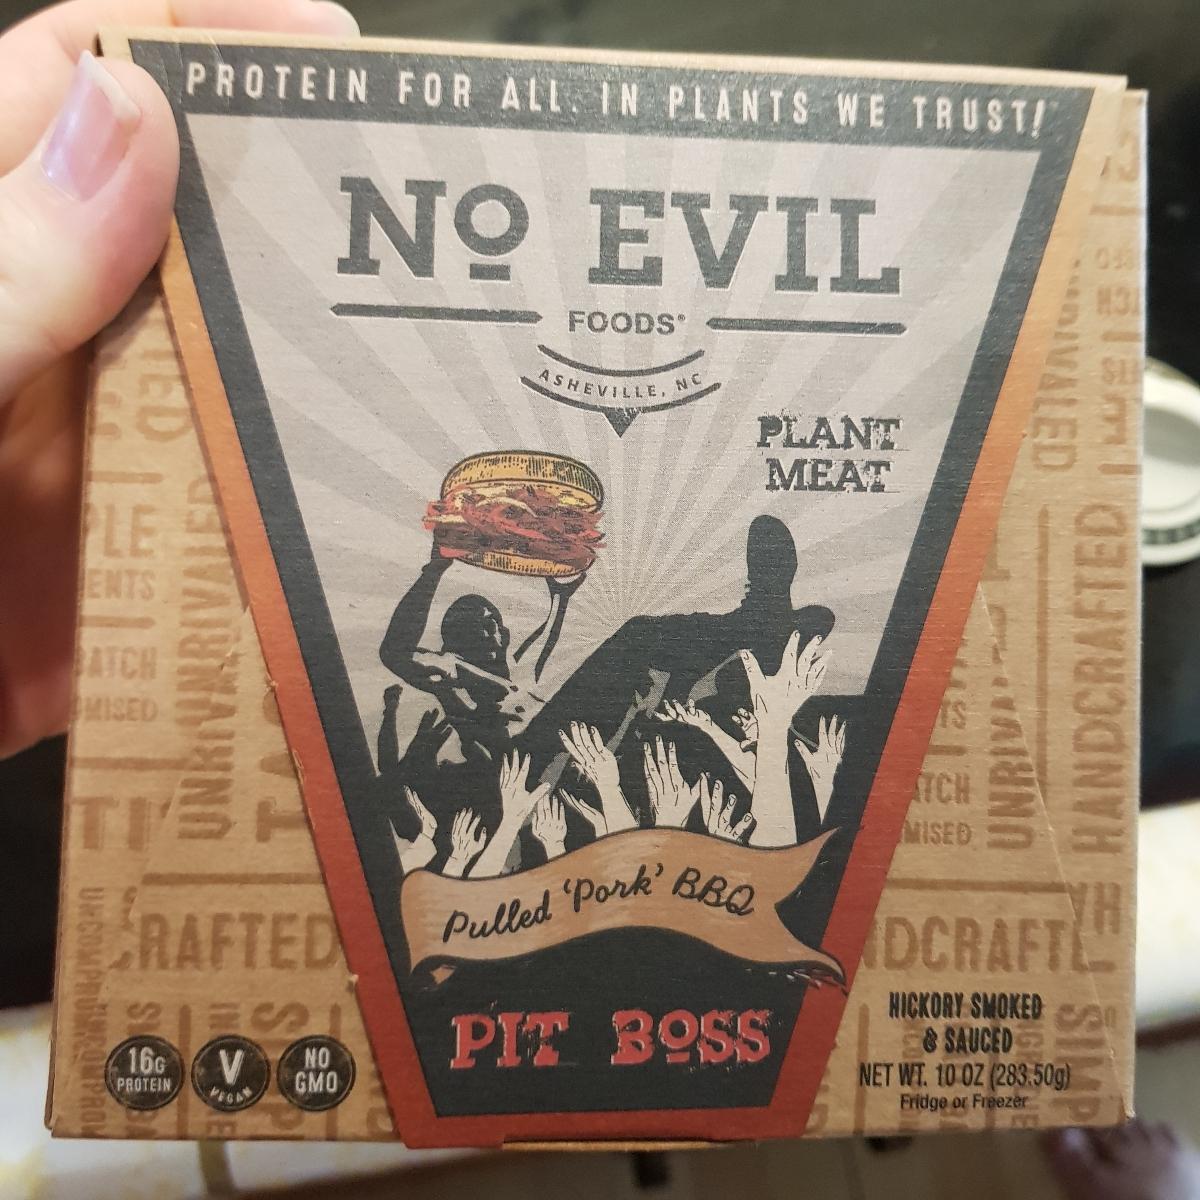 PROTEIN FOR ALL. IN PLANTS WE TRUST!
No EVIL
FOODS®
ASHEVILLE, NC
PLANT
MEAT
Pulled 'Pork' BBQ
PIT BoSS
16G
PROTEIN
V
VEGAN
NO
GMO
HICKORY SMOKED
& SAUCED
NET WT. 10 OZ (283.50g)
Fridge or Freezer
UNRIVALED
UNRIVALED
HANDCRAFTED